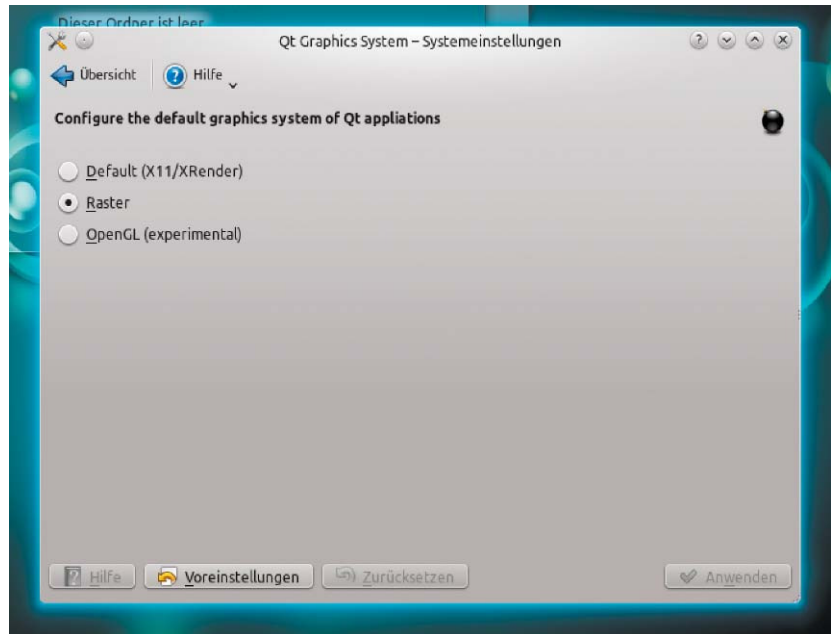 Dieser Ordner ist leer
Qt Graphics System – Systemeinstellungen
Übersicht Hilfe
Configure the default graphics system of Qt appliations
Default (X11/XRender)
Raster
OpenGL (experimental)
Hilfe Voreinstellungen Zurücksetzen Anwenden